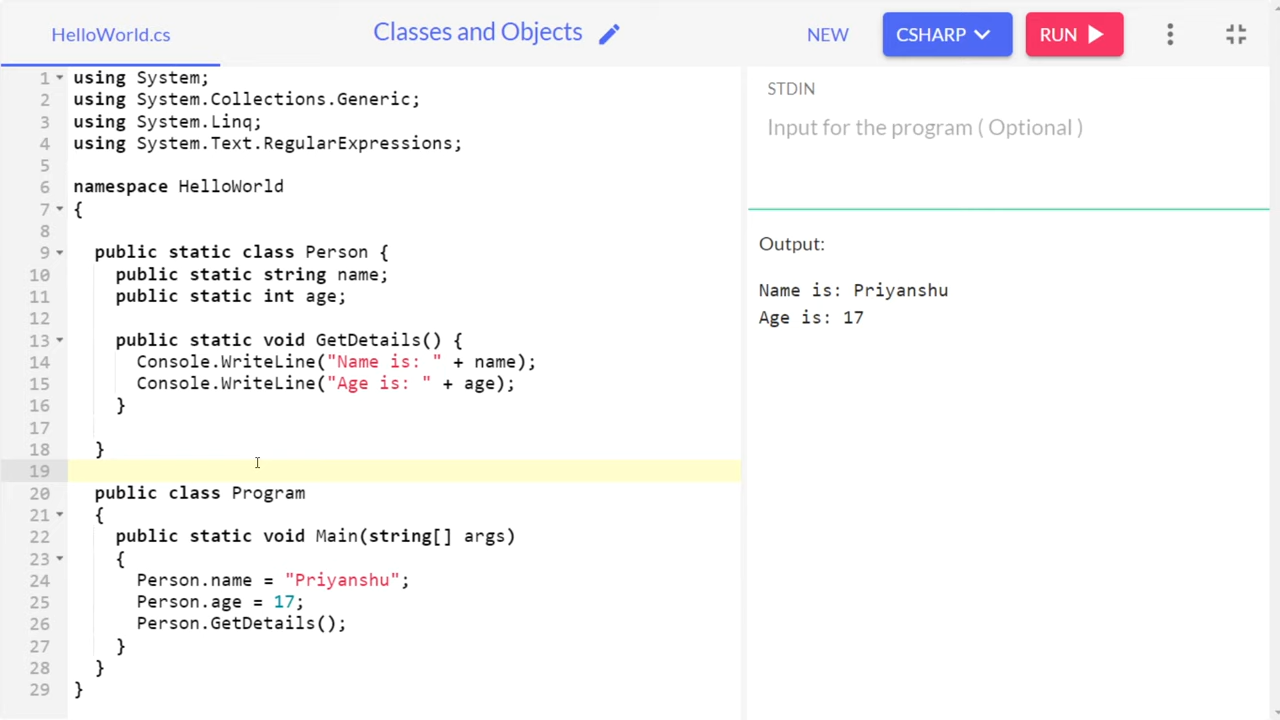 HelloWorld.cs
Classes and Objects
NEW
CSHARP
RUN
1 using System;
2 using System.Collections.Generic;
3 using System.Linq;
4 using System.Text.RegularExpressions;
5
6 namespace HelloWorld
7 {
8
9 public static class Person {
10 public static string name;
11 public static int age;
12
13 public static void GetDetails() {
14 Console.WriteLine("Name is: " + name);
15 Console.WriteLine("Age is: " + age);
16 }
17
18 }
19
20 public class Program
21 {
22 public static void Main(string[] args)
23 {
24 Person.name = "Priyanshu";
25 Person.age = 17;
26 Person.GetDetails();
27 }
28 }
29 }
STDIN
Input for the program ( Optional )
Output:
Name is: Priyanshu
Age is: 17